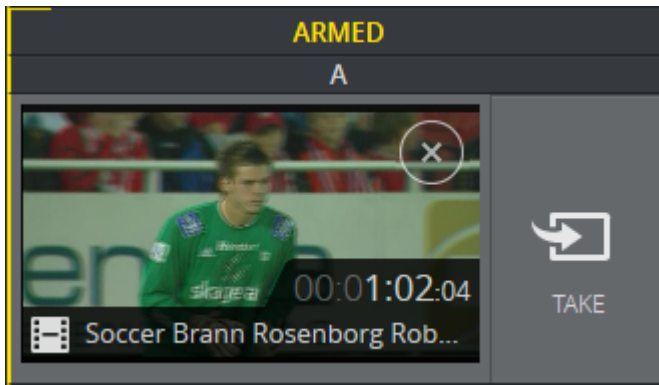 ARMED
A
00:01:02:04
Soccer Brann Rosenborg Rob...
TAKE